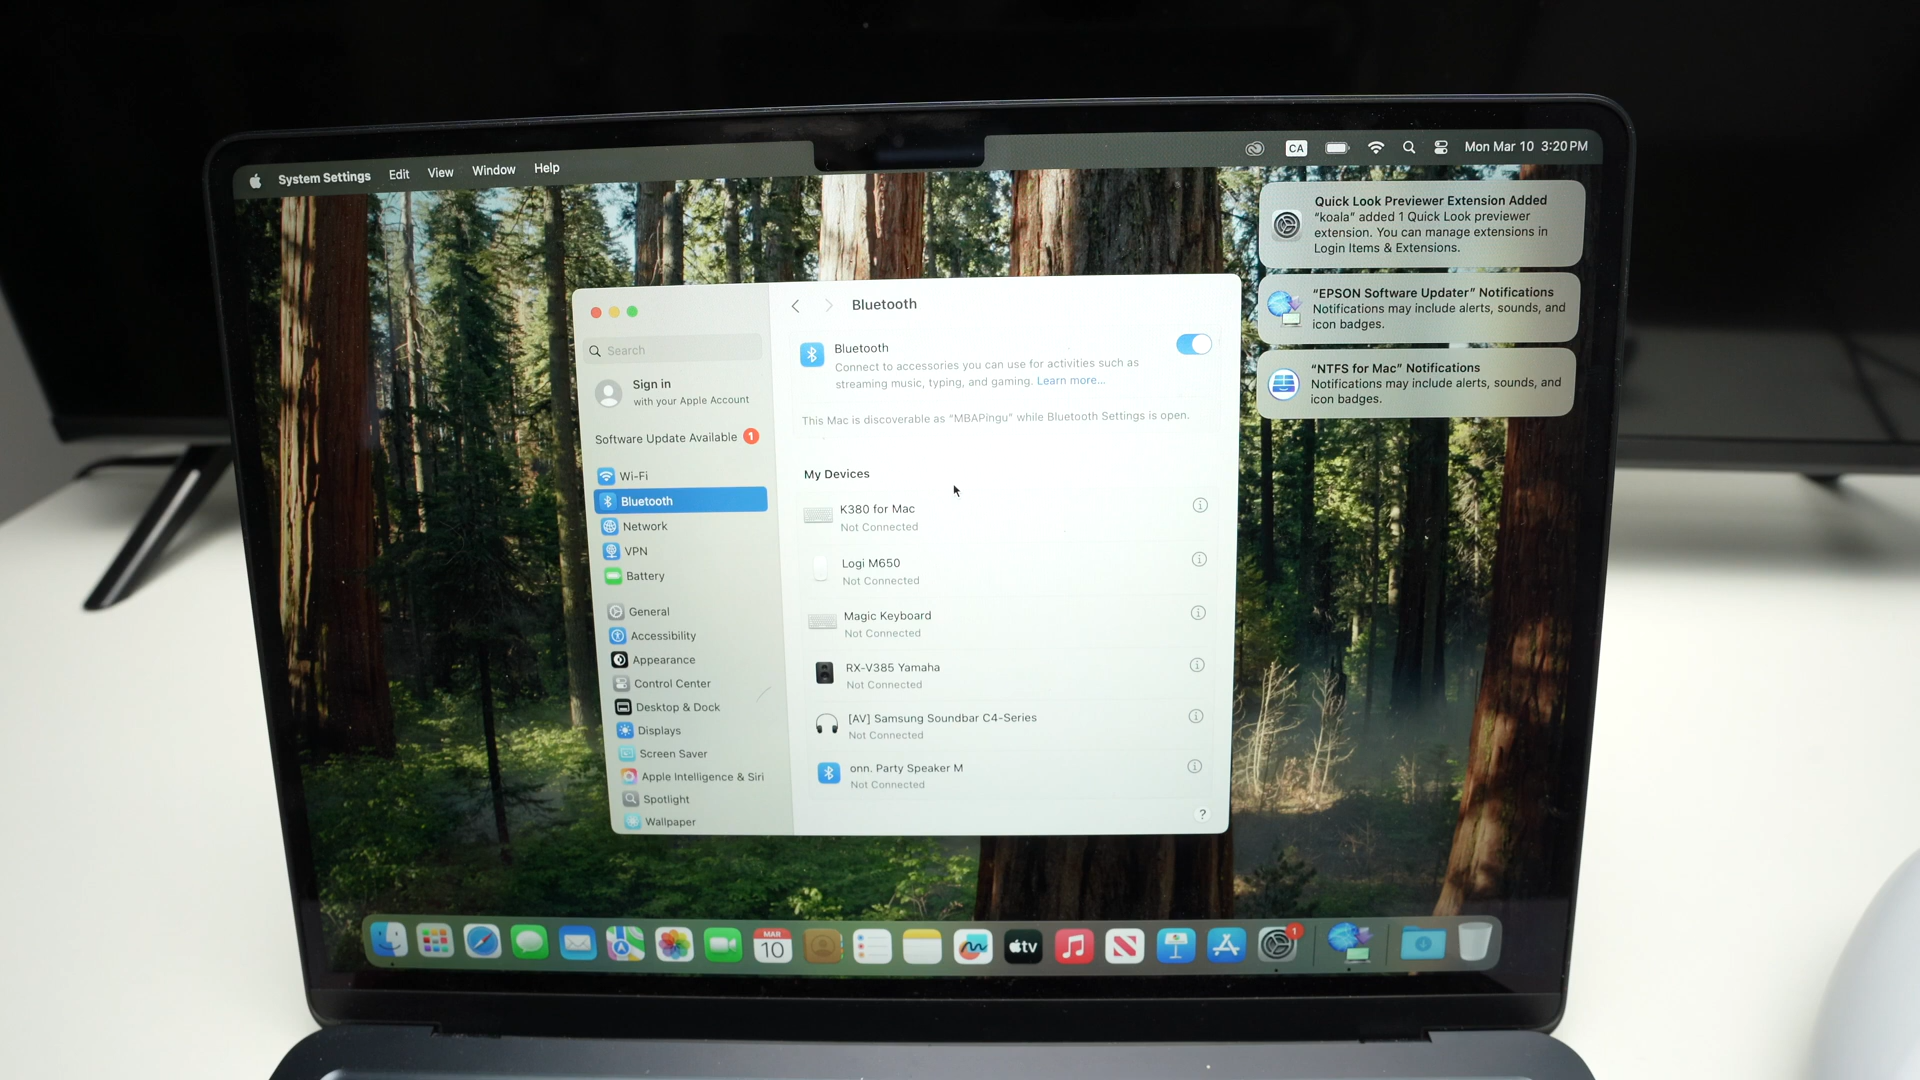 System Settings Edit View Window Help
CA
Mon Mar 10 3:20 PM
Quick Look Previewer Extension Added
“koala” added 1 Quick Look previewer
extension. You can manage extensions in
Login Items & Extensions.
“EPSON Software Updater” Notifications
Notifications may include alerts, sounds, and
icon badges.
“NTFS for Mac” Notifications
Notifications may include alerts, sounds, and
icon badges.
Search
Sign in
with your Apple Account
Software Update Available 1
Wi-Fi
Bluetooth
Network
VPN
Battery
General
Accessibility
Appearance
Control Center
Desktop & Dock
Displays
Screen Saver
Apple Intelligence & Siri
Spotlight
Wallpaper
Bluetooth
Bluetooth
Connect to accessories you can use for activities such as
streaming music, typing, and gaming. Learn more...
This Mac is discoverable as “MBAPingu” while Bluetooth Settings is open.
My Devices
K380 for Mac
Not Connected
Logi M650
Not Connected
Magic Keyboard
Not Connected
RX-V385 Yamaha
Not Connected
[AV] Samsung Soundbar C4-Series
Not Connected
onn. Party Speaker M
Not Connected
?
MAR
10
tv
1